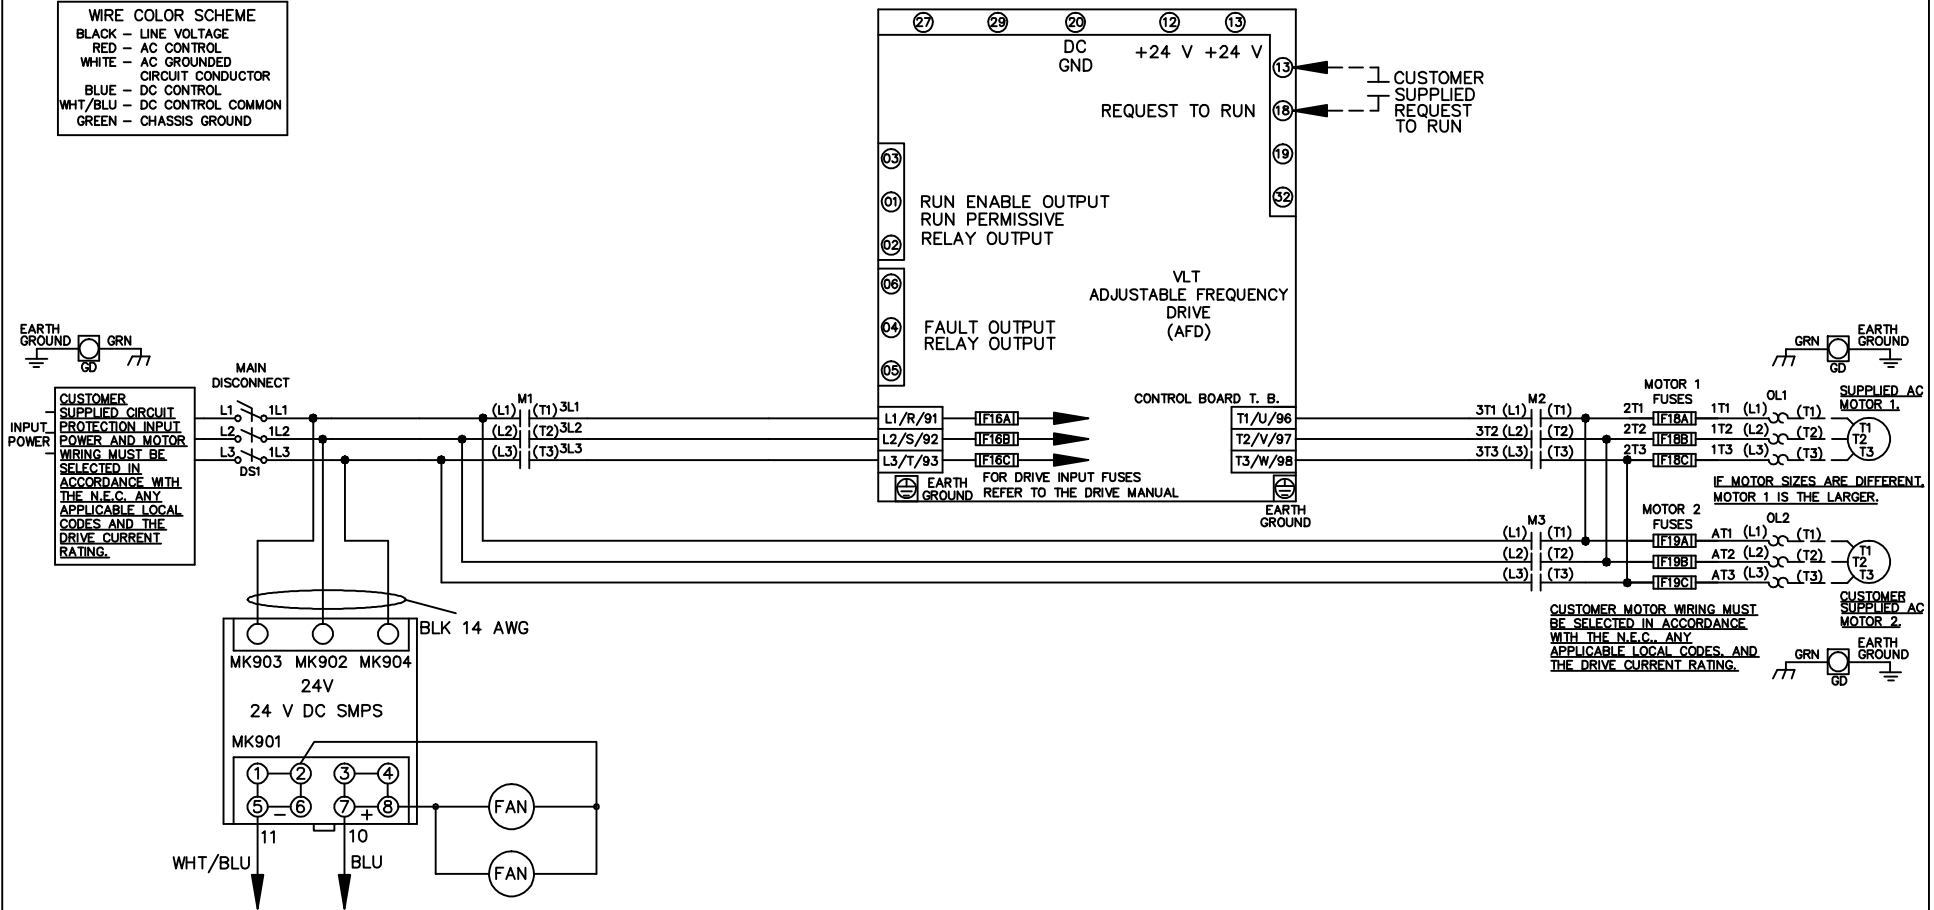 WIRE COLOR SCHEME
BLACK – LINE VOLTAGE
RED – AC CONTROL
WHITE – AC GROUNDED
CIRCUIT CONDUCTOR
BLUE – DC CONTROL
WHT/BLU – DC CONTROL COMMON
GREEN – CHASSIS GROUND
27 29 20 12 13
DC
GND
+24 V +24 V
13
18
19
32
REQUEST TO RUN
CUSTOMER
SUPPLIED
REQUEST
TO RUN
03
01
02
RUN ENABLE OUTPUT
RUN PERMISSIVE
RELAY OUTPUT
06
04
05
FAULT OUTPUT
RELAY OUTPUT
VLT
ADJUSTABLE FREQUENCY
DRIVE
(AFD)
CONTROL BOARD T. B.
L1/R/91 F16A T1/U/96
L2/S/92 F16B T2/V/97
L3/T/93 F16C T3/W/98
EARTH
GROUND
FOR DRIVE INPUT FUSES
REFER TO THE DRIVE MANUAL
EARTH
GROUND
EARTH
GROUND
GRN
GD
INPUT
POWER
CUSTOMER
SUPPLIED CIRCUIT
PROTECTION INPUT
POWER AND MOTOR
WIRING MUST BE
SELECTED IN
ACCORDANCE WITH
THE N.E.C. ANY
APPLICABLE LOCAL
CODES AND THE
DRIVE CURRENT
RATING.
MAIN
DISCONNECT
L1 1L1
L2 1L2
L3 1L3
DS1
M1
(L1) (T1) 3L1
(L2) (T2) 3L2
(L3) (T3) 3L3
M2
3T1 (L1) (T1)
3T2 (L2) (T2)
3T3 (L3) (T3)
MOTOR 1
FUSES
2T1 F18A 1T1 (L1) (T1)
2T2 F18B 1T2 (L2) (T2)
2T3 F18C 1T3 (L3) (T3)
OL1
T1
T2
T3
GRN
GD
EARTH
GROUND
SUPPLIED AC
MOTOR 1.
IF MOTOR SIZES ARE DIFFERENT,
MOTOR 1 IS THE LARGER.
M3
(L1) (T1)
(L2) (T2)
(L3) (T3)
MOTOR 2
FUSES
F19A AT1 (L1) (T1)
F19B AT2 (L2) (T2)
F19C AT3 (L3) (T3)
OL2
T1
T2
T3
CUSTOMER
SUPPLIED AC
MOTOR 2.
CUSTOMER MOTOR WIRING MUST
BE SELECTED IN ACCORDANCE
WITH THE N.E.C., ANY
APPLICABLE LOCAL CODES, AND
THE DRIVE CURRENT RATING.
GRN
GD
EARTH
GROUND
BLK 14 AWG
MK903 MK902 MK904
24V
24 V DC SMPS
MK901
1 2 3 4
5 – 6 7 + 8
11 10
WHT/BLU BLU
FAN
FAN